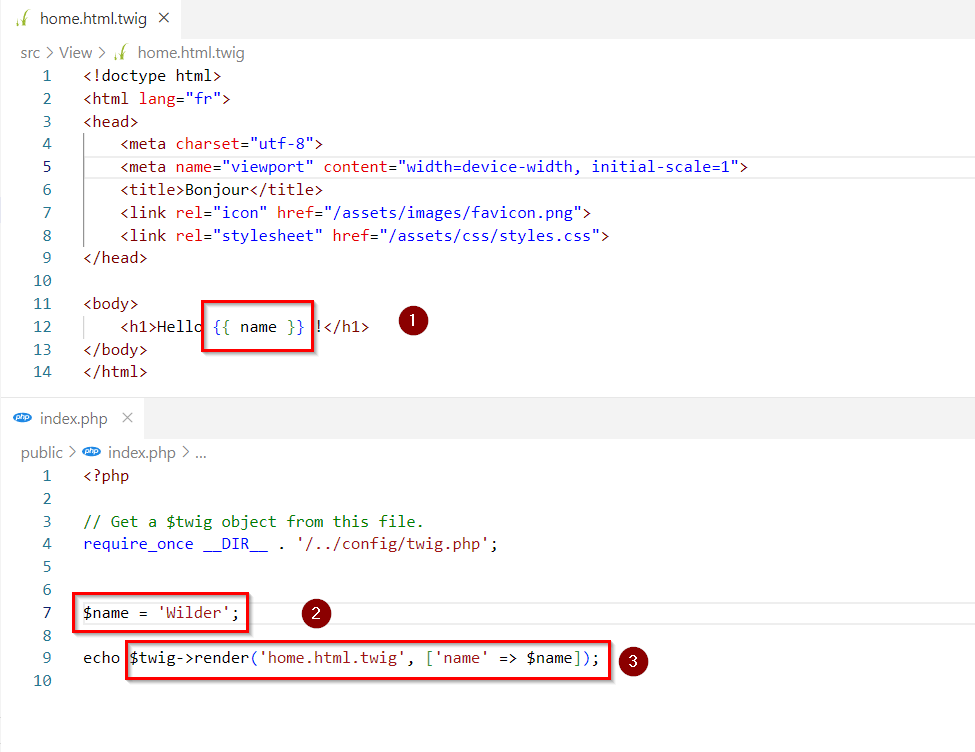 home.html.twig ×
src > View > home.html.twig
1 <!doctype html>
2 <html lang="fr">
3 <head>
4     <meta charset="utf-8">
5     <meta name="viewport" content="width=device-width, initial-scale=1">
6     <title>Bonjour</title>
7     <link rel="icon" href="/assets/images/favicon.png">
8     <link rel="stylesheet" href="/assets/css/styles.css">
9 </head>
10
11 <body>
12     <h1>Hello {{ name }} !</h1> 1
13 </body>
14 </html>
php index.php ×
public > php index.php > ...
1 <?php
2
3 // Get a $twig object from this file.
4 require_once __DIR__ . '/../config/twig.php';
5
6
7 $name = 'Wilder'; 2
8
9 echo $twig->render('home.html.twig', ['name' => $name]); 3
10